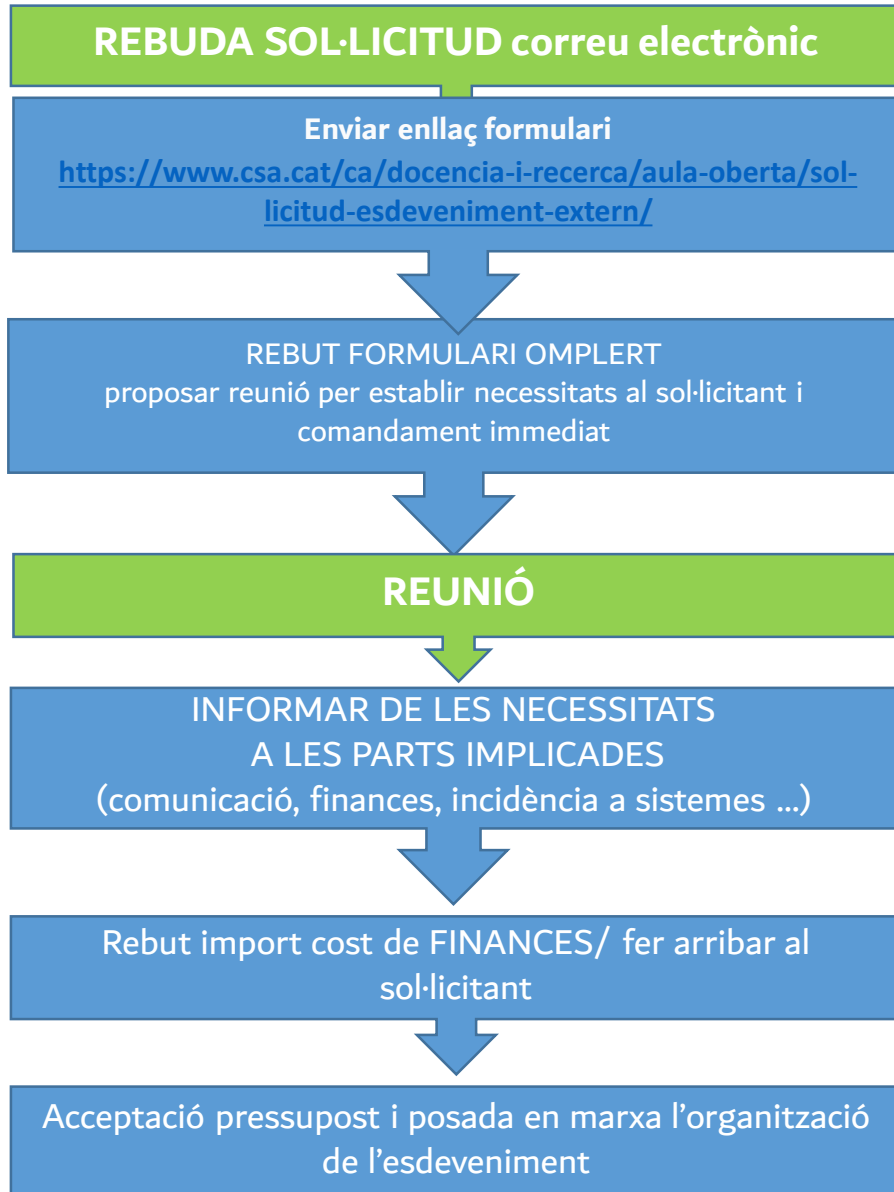 REBUDA SOL·LICITUD correu electrònic
Enviar enllaç formulari
https://www.csa.cat/ca/docencia-i-recerca/aula-oberta/sol-
licitud-esdeveniment-extern/
REBUT FORMULARI OMPLERT
proposar reunió per establir necessitats al sol·licitant i
comandament immediat
REUNIÓ
INFORMAR DE LES NECESSITATS
A LES PARTS IMPLICADES
(comunicació, finances, incidència a sistemes ...)
Rebut import cost de FINANCES/ fer arribar al
sol·licitant
Acceptació pressupost i posada en marxa l’organització
de l’esdeveniment